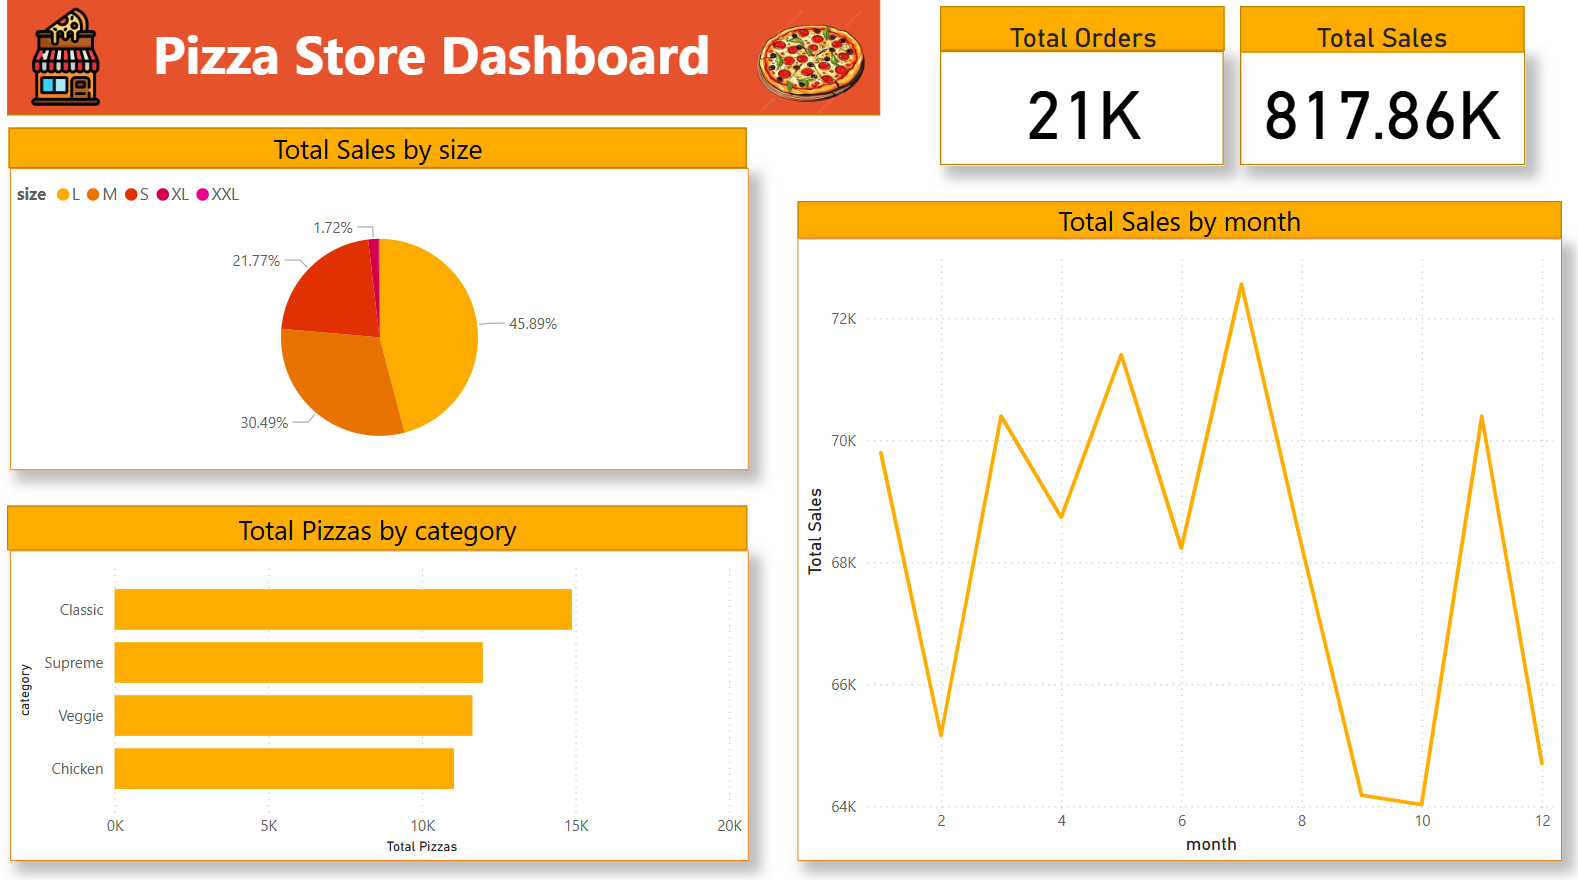 Pizza Store Dashboard
Total Orders
21K
Total Sales
817.86K
Total Sales by size
size L M S XL XXL
1.72%
21.77%
45.89%
30.49%
Total Pizzas by category
category
Classic
Supreme
Veggie
Chicken
0K 5K 10K 15K 20K
Total Pizzas
Total Sales by month
Total Sales
72K
70K
68K
66K
64K
2 4 6 8 10 12
month